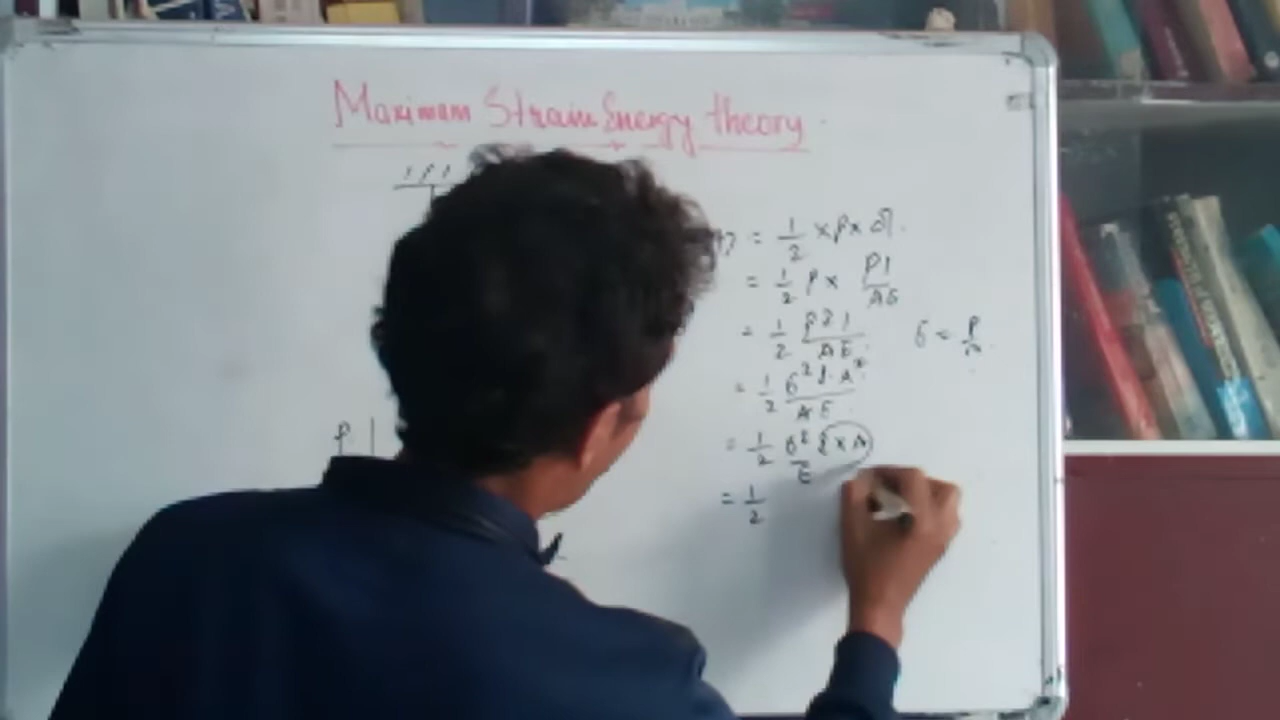 Maximum Strain Energy theory
= 1/2 × P × δl
= 1/2 P × Pl/AE
= 1/2 P²l/AE σ = P/A
= 1/2 σ² l A²/AE
= 1/2 σ²/E l × A
= 1/2
P